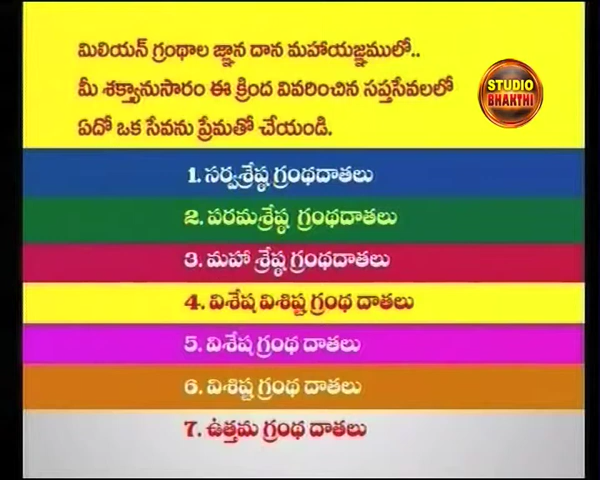 మిలియన్ గ్రంథాల జ్ఞాన దాన మహాయజ్ఞములో..
మీ శక్త్యానుసారం ఈ క్రింద వివరించిన సప్తసేవలలో
ఏదో ఒక సేవను ప్రేమతో చేయండి.
STUDIO
BHAKTHI
1. సర్వశ్రేష్ఠ గ్రంథదాతలు
2. పరమశ్రేష్ఠ గ్రంథదాతలు
3. మహా శ్రేష్ఠ గ్రంథదాతలు
4. విశేష విశిష్ట గ్రంథ దాతలు
5. విశేష గ్రంథ దాతలు
6. విశిష్ట గ్రంథ దాతలు
7. ఉత్తమ గ్రంథ దాతలు